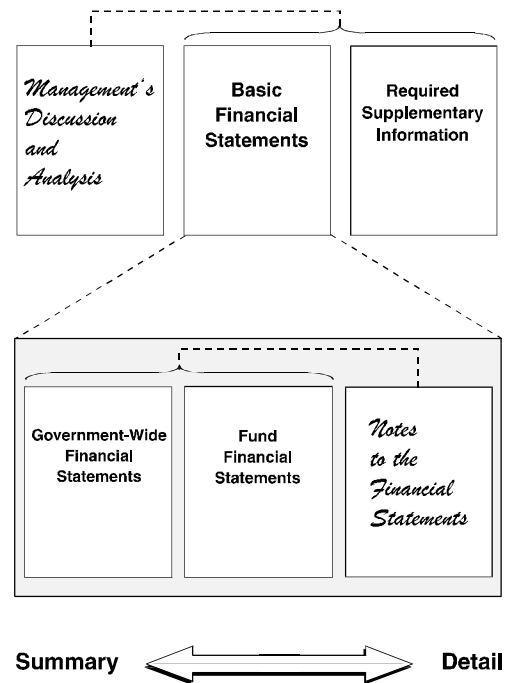 Management's
Discussion
and
Analysis
Basic
Financial
Statements
Required
Supplementary
Information
Government-Wide
Financial
Statements
Fund
Financial
Statements
Notes
to the
Financial
Statements
Summary
Detail